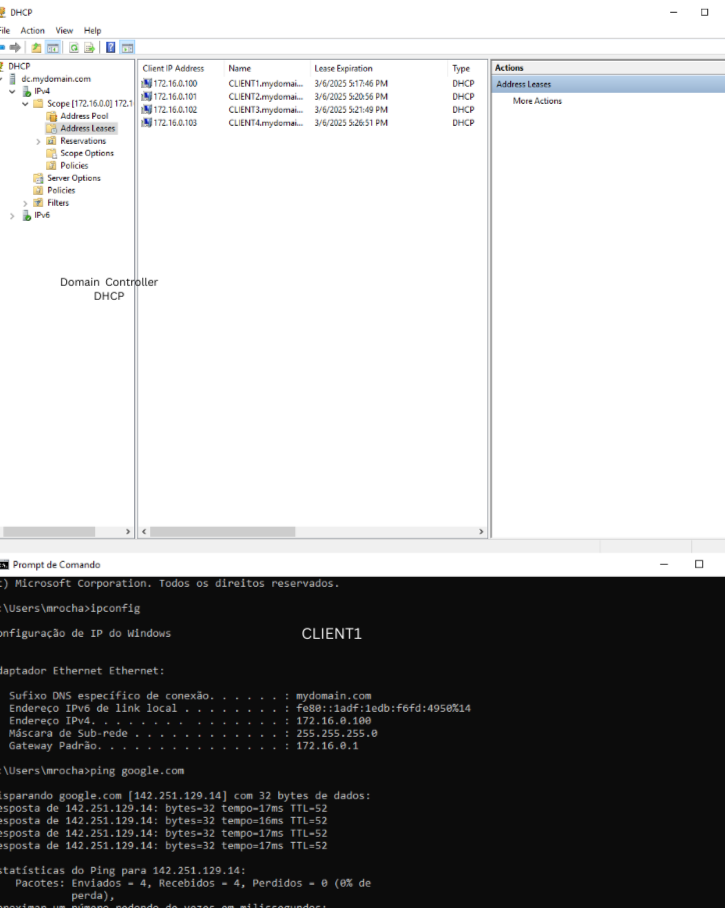 DHCP
File Action View Help
DHCP
dc.mydomain.com
IPv4
Scope [172.16.0.0] 172.1
Address Pool
Address Leases
Reservations
Scope Options
Policies
Server Options
Policies
Filters
IPv6
Client IP Address Name Lease Expiration Type
172.16.0.100 CLIENT1.mydomai... 3/6/2025 5:17:46 PM DHCP
172.16.0.101 CLIENT2.mydomai... 3/6/2025 5:20:56 PM DHCP
172.16.0.102 CLIENT3.mydomai... 3/6/2025 5:21:49 PM DHCP
172.16.0.103 CLIENT4.mydomai... 3/6/2025 5:26:51 PM DHCP
Actions
Address Leases
More Actions
Domain Controller
DHCP
Prompt de Comando
c) Microsoft Corporation. Todos os direitos reservados.
:\Users\mrocha>ipconfig
onfiguração de IP do Windows
CLIENT1
daptador Ethernet Ethernet:
Sufixo DNS específico de conexão. . . . . . : mydomain.com
Endereço IPv6 de link local . . . . . . . . : fe80::1adf:1edb:f6fd:4950%14
Endereço IPv4. . . . . . . . . . . . . . . : 172.16.0.100
Máscara de Sub-rede . . . . . . . . . . . . : 255.255.255.0
Gateway Padrão. . . . . . . . . . . . . . . : 172.16.0.1
:\Users\mrocha>ping google.com
isparando google.com [142.251.129.14] com 32 bytes de dados:
esposta de 142.251.129.14: bytes=32 tempo=17ms TTL=52
esposta de 142.251.129.14: bytes=32 tempo=16ms TTL=52
esposta de 142.251.129.14: bytes=32 tempo=17ms TTL=52
esposta de 142.251.129.14: bytes=32 tempo=17ms TTL=52
statísticas do Ping para 142.251.129.14:
Pacotes: Enviados = 4, Recebidos = 4, Perdidos = 0 (0% de
perda),
proximar um número redondo de vezes em milissegundos: